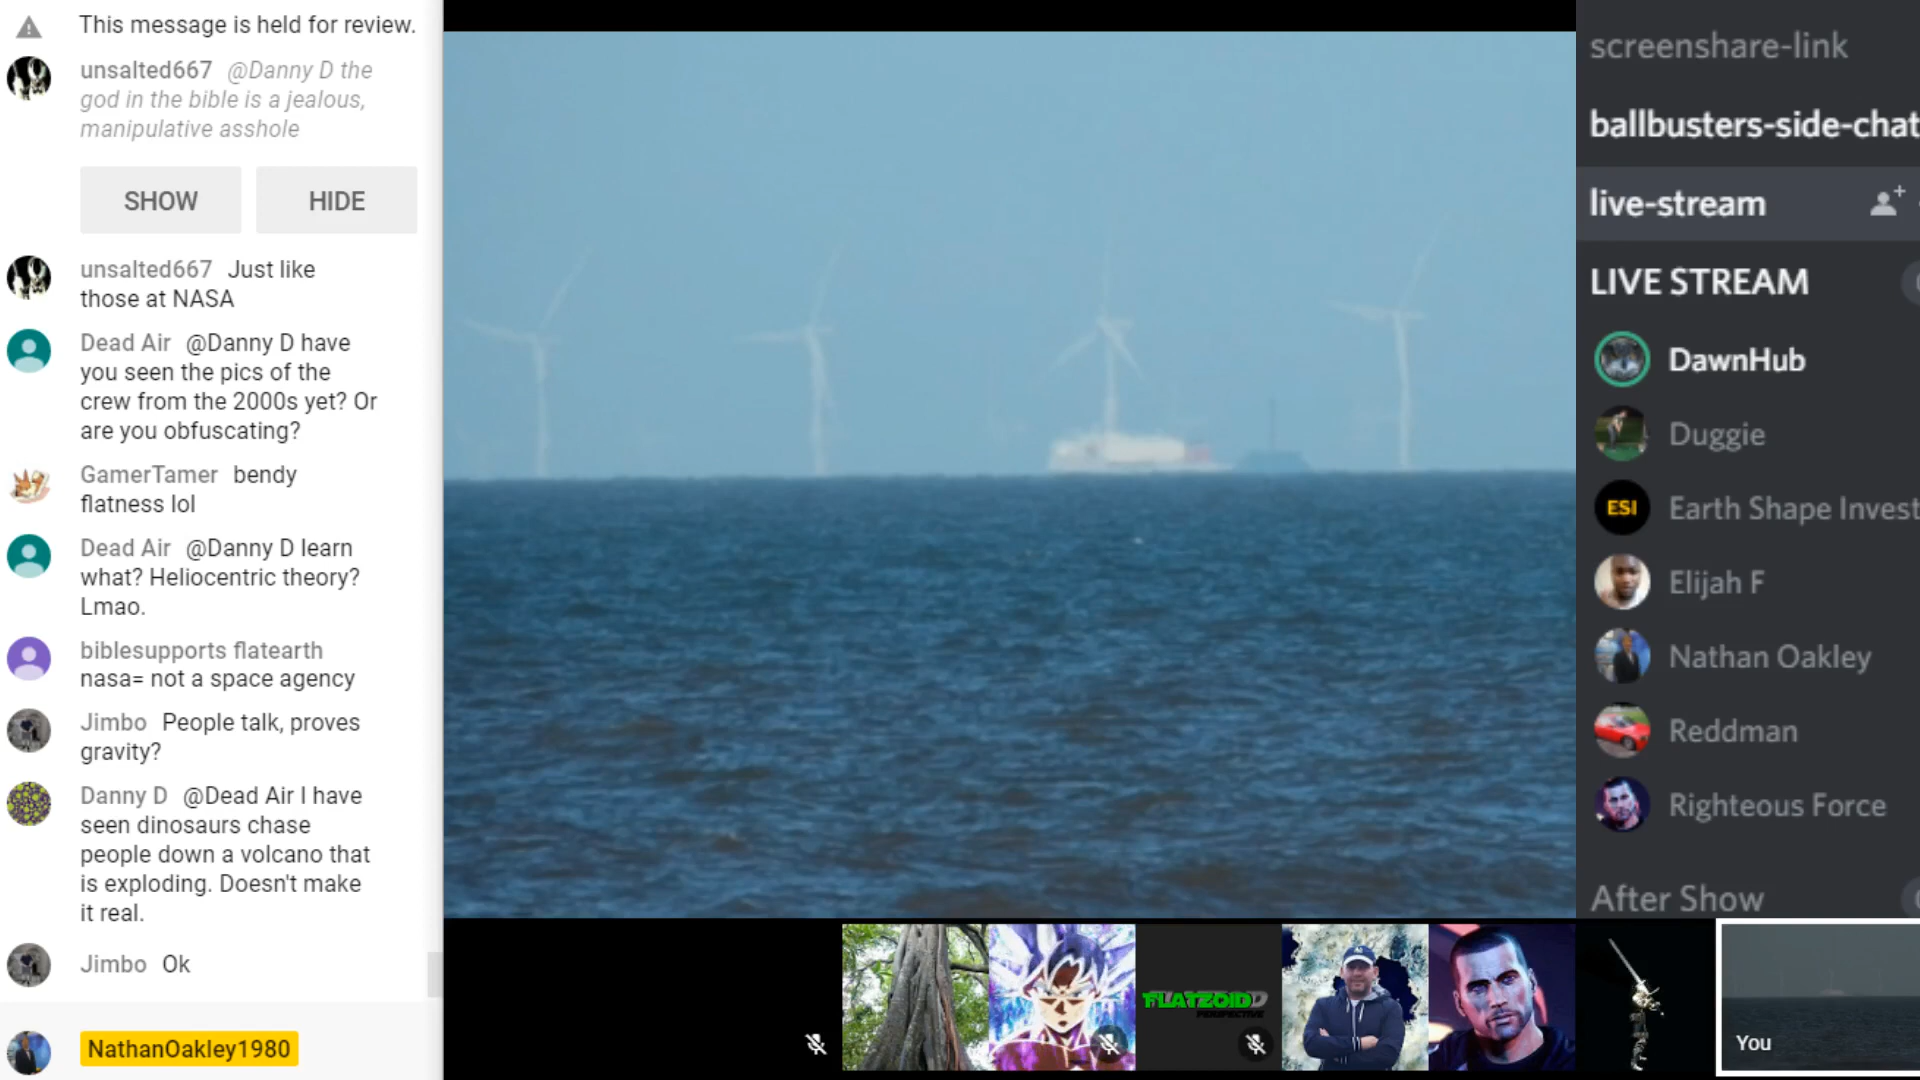 This message is held for review.
unsalted667 @Danny D the
god in the bible is a jealous,
manipulative asshole
SHOW HIDE
unsalted667 Just like
those at NASA
Dead Air @Danny D have
you seen the pics of the
crew from the 2000s yet? Or
are you obfuscating?
GamerTamer bendy
flatness lol
Dead Air @Danny D learn
what? Heliocentric theory?
Lmao.
biblesupports flatearth
nasa= not a space agency
Jimbo People talk, proves
gravity?
Danny D @Dead Air I have
seen dinosaurs chase
people down a volcano that
is exploding. Doesn't make
it real.
Jimbo Ok
NathanOakley1980
screenshare-link
ballbusters-side-chat
live-stream
LIVE STREAM
DawnHub
Duggie
ESI Earth Shape Invest
Elijah F
Nathan Oakley
Reddman
Righteous Force
After Show
FLATZOID
PERSPECTIVE
You